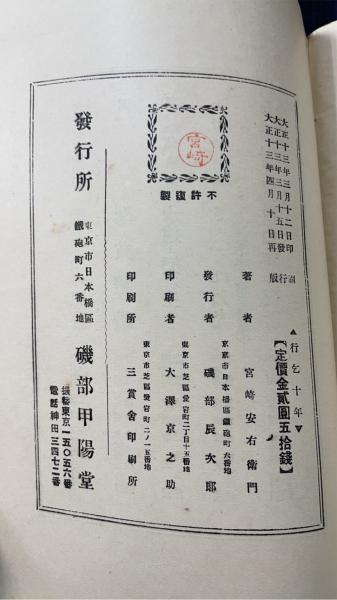 大正十三年三月十二日印刷
大正十三年三月十五日發行
大正十三年四月十日再版
▲行乞十年▼
【定價金貳圓五拾錢】
宮崎
不許復製
著者 宮崎安右衛門
東京市日本橋區鐵砲町六番地
發行者 磯部辰次郎
東京市芝區愛宕町二丁目十五番地
印刷者 大澤京之助
東京市芝區愛宕町二ノ一五番地
印刷所 三賞舍印刷所
發行所
東京市日本橋區
鐵砲町六番地
磯部甲陽堂
振替東京一五〇五六番
電話神田三四七二番